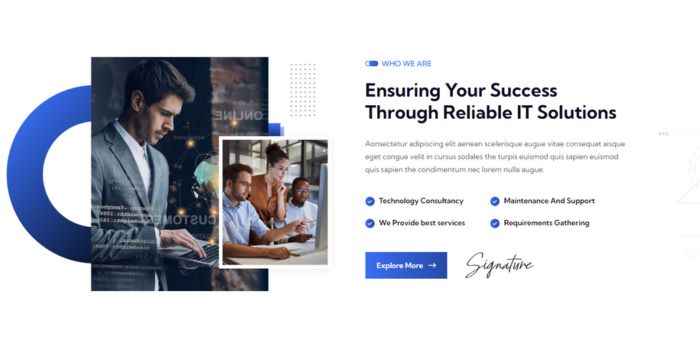 WHO WE ARE
Ensuring Your Success
Through Reliable IT Solutions
Aonsectetur adipiscing elit aenean scelerisque augue vitae consequat aisque
eget congue velit in cursus sodales the turpis euismod quis sapien euismod
quis sapien the condimentum nec lorem nulla augue.
Technology Consultancy
Maintenance And Support
We Provide best services
Requirements Gathering
Explore More
Signature
ONLINE
CUSTOME